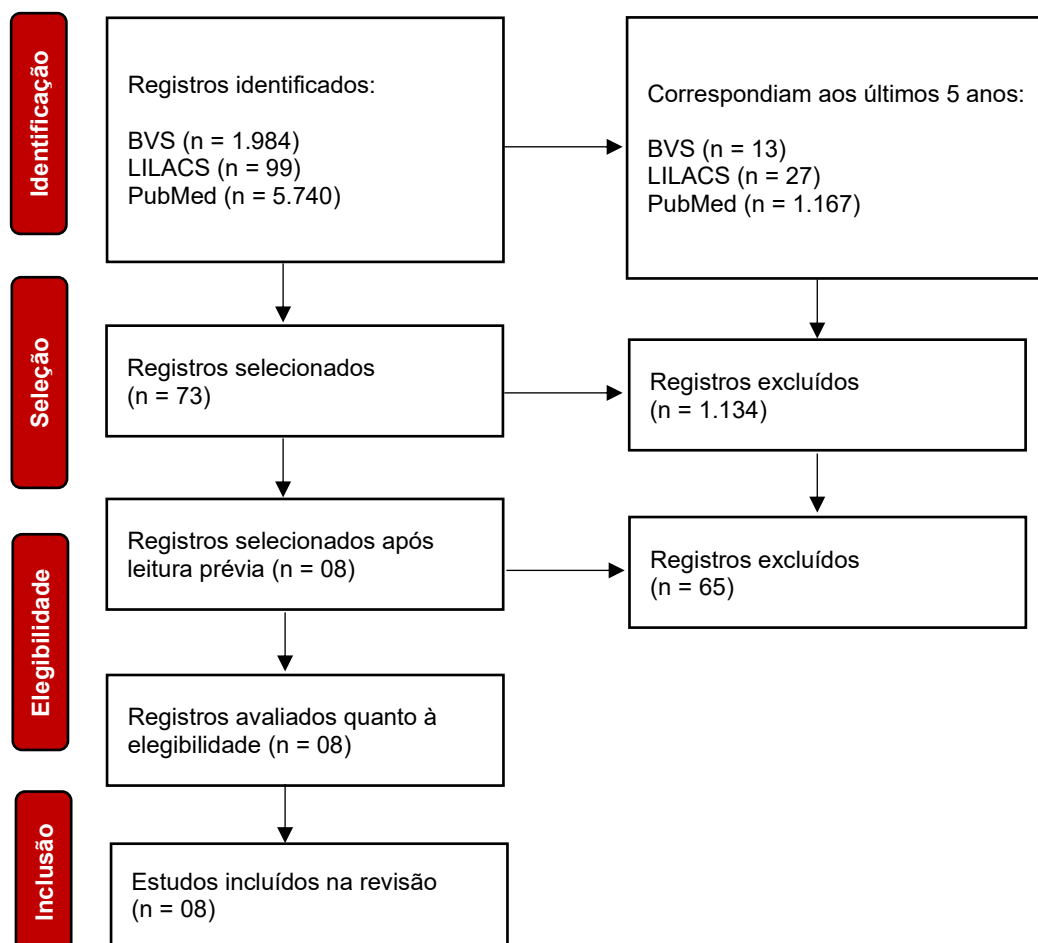 Identificação
Registros identificados:
BVS (n = 1.984)
LILACS (n = 99)
PubMed (n = 5.740)
Correspondiam aos últimos 5 anos:
BVS (n = 13)
LILACS (n = 27)
PubMed (n = 1.167)
Seleção
Registros selecionados
(n = 73)
Registros excluídos
(n = 1.134)
Elegibilidade
Registros selecionados após
leitura prévia (n = 08)
Registros excluídos
(n = 65)
Registros avaliados quanto à
elegibilidade (n = 08)
Inclusão
Estudos incluídos na revisão
(n = 08)